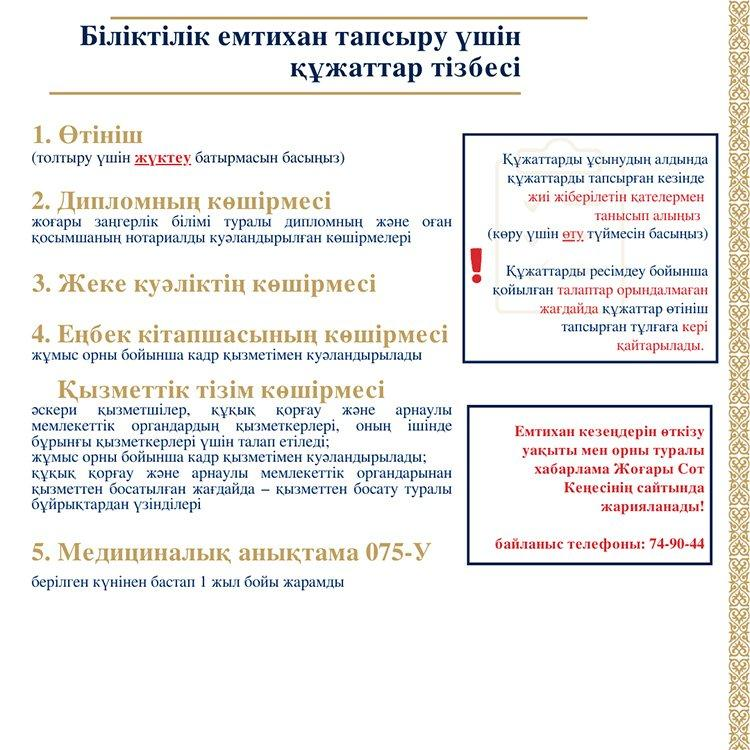 Біліктілік емтихан тапсыру үшін
құжаттар тізбесі
1. Өтініш
(толтыру үшін жүктеу батырмасын басыңыз)
2. Дипломның көшірмесі
жоғары заңгерлік білімі туралы дипломның және оған
қосымшаның нотариалды куәландырылған көшірмелері
3. Жеке куәліктің көшірмесі
4. Еңбек кітапшасының көшірмесі
жұмыс орны бойынша кадр қызметімен куәландырылады
Қызметтік тізім көшірмесі
әскери қызметшілер, құқық қорғау және арнаулы
мемлекеттік органдардың қызметкерлері, оның ішінде
бұрынғы қызметкерлері үшін талап етіледі;
жұмыс орны бойынша кадр қызметімен куәландырылады;
құқық қорғау және арнаулы мемлекеттік органдарынан
қызметтен босатылған жағдайда – қызметтен босату туралы
бұйрықтардан үзінділері
5. Медициналық анықтама 075-У
берілген күнінен бастап 1 жыл бойы жарамды
Құжаттарды ұсынудың алдында
құжаттарды тапсырған кезінде
жиі жіберілетін қателермен
танысып алыңыз
(көру үшін өту түймесін басыңыз)
!
Құжаттарды ресімдеу бойынша
қойылған талаптар орындалмаған
жағдайда құжаттар өтініш
тапсырған тұлғаға кері
қайтарылады.
Емтихан кезеңдерін өткізу
уақыты мен орны туралы
хабарлама Жоғары Сот
Кеңесінің сайтында
жарияланады!
байланыс телефоны: 74-90-44